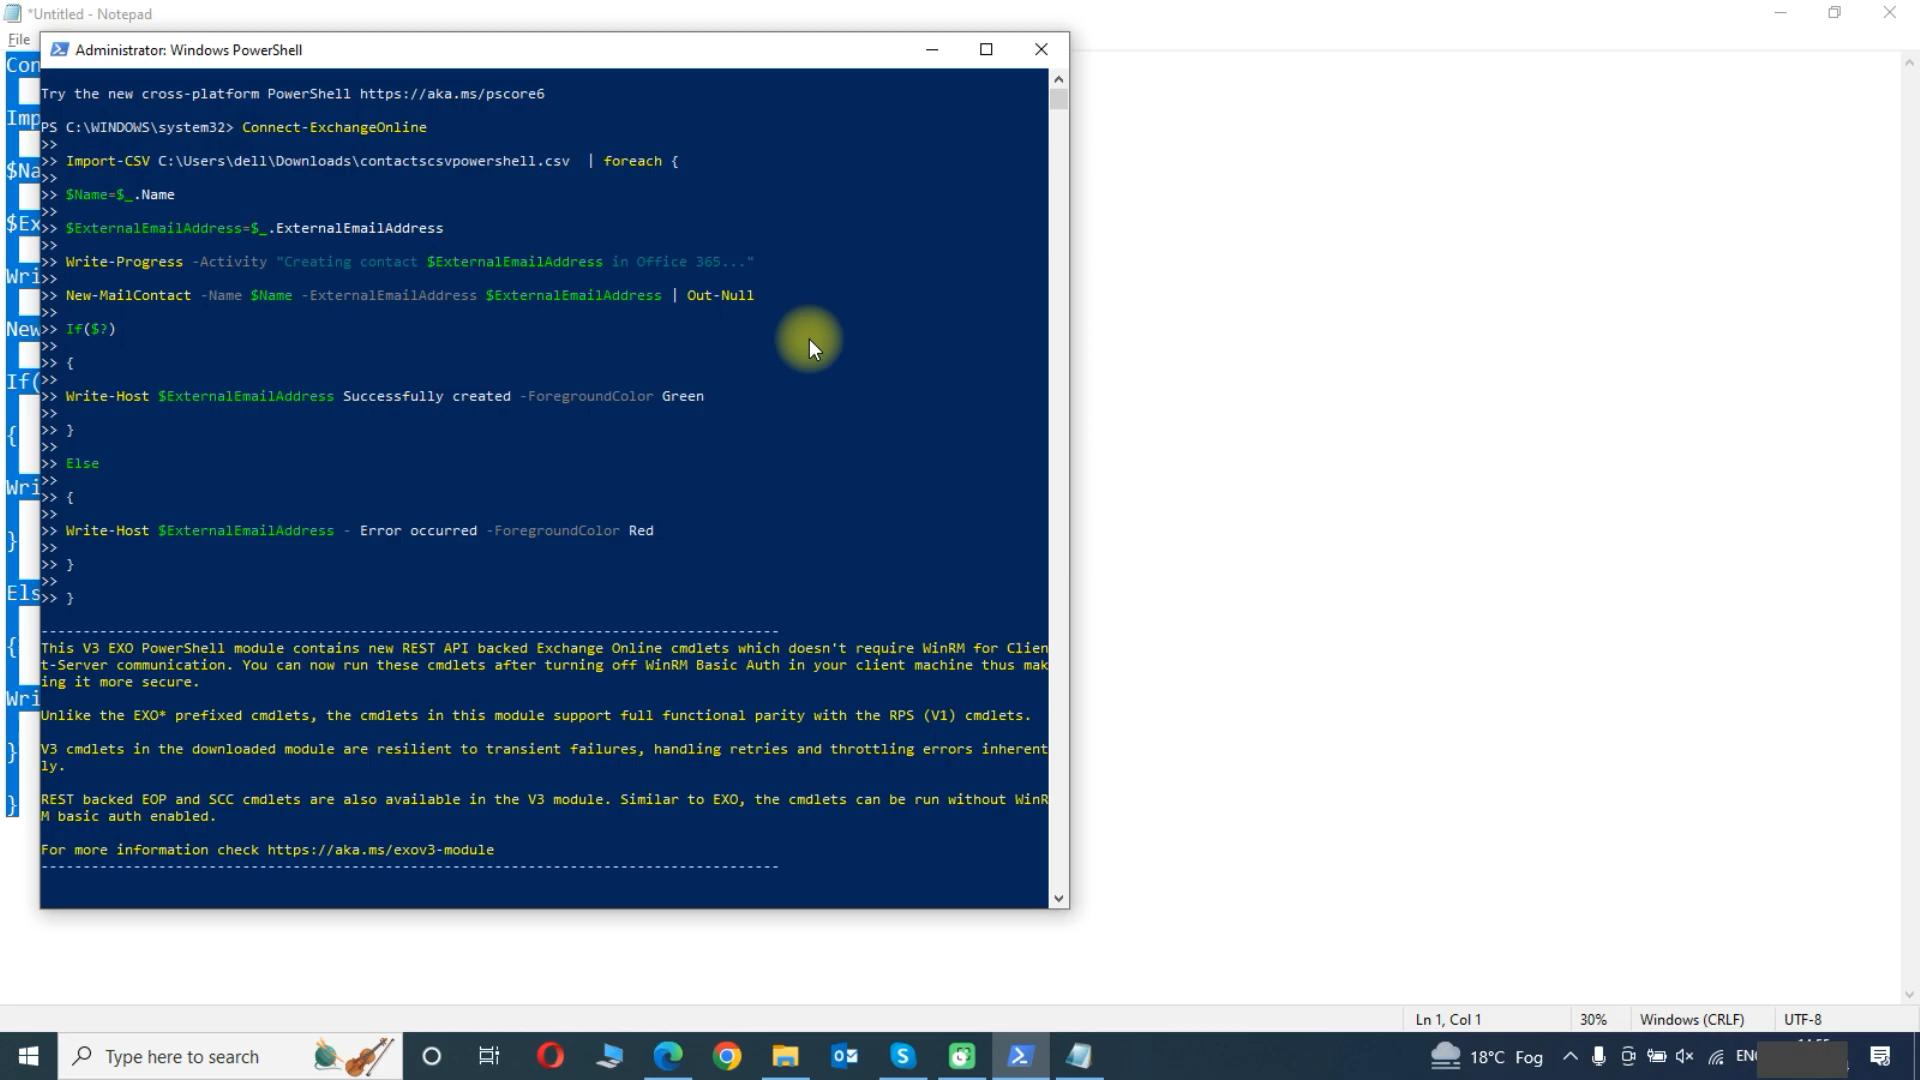 *Untitled - Notepad
File
Administrator: Windows PowerShell
Con
Imp
$Na
$Ex
Wri
New
If(
{
Wri
}
Els
{
Wri
}
}
Try the new cross-platform PowerShell https://aka.ms/pscore6
PS C:\WINDOWS\system32> Connect-ExchangeOnline
>>
>> Import-CSV C:\Users\dell\Downloads\contactscsvpowershell.csv  | foreach {
>>
>> $Name=$_.Name
>>
>> $ExternalEmailAddress=$_.ExternalEmailAddress
>>
>> Write-Progress -Activity "Creating contact $ExternalEmailAddress in Office 365..."
>>
>> New-MailContact -Name $Name -ExternalEmailAddress $ExternalEmailAddress | Out-Null
>>
>> If($?)
>>
>> {
>>
>> Write-Host $ExternalEmailAddress Successfully created -ForegroundColor Green
>>
>> }
>>
>> Else
>>
>> {
>>
>> Write-Host $ExternalEmailAddress - Error occurred -ForegroundColor Red
>>
>> }
>>
>> }
----------------------------------------------------------------------------------------
This V3 EXO PowerShell module contains new REST API backed Exchange Online cmdlets which doesn't require WinRM for Clien
t-Server communication. You can now run these cmdlets after turning off WinRM Basic Auth in your client machine thus mak
ing it more secure.
Unlike the EXO* prefixed cmdlets, the cmdlets in this module support full functional parity with the RPS (V1) cmdlets.
V3 cmdlets in the downloaded module are resilient to transient failures, handling retries and throttling errors inherent
ly.
REST backed EOP and SCC cmdlets are also available in the V3 module. Similar to EXO, the cmdlets can be run without WinR
M basic auth enabled.
For more information check https://aka.ms/exov3-module
----------------------------------------------------------------------------------------
Ln 1, Col 1
30%
Windows (CRLF)
UTF-8
Type here to search
18°C Fog